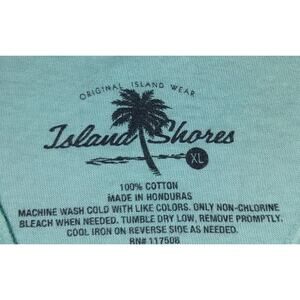 ORIGINAL ISLAND WEAR
Island Shores
XL
100% COTTON
MADE IN HONDURAS
MACHINE WASH COLD WITH LIKE COLORS. ONLY NON-CHLORINE
BLEACH WHEN NEEDED. TUMBLE DRY LOW, REMOVE PROMPTLY.
COOL IRON ON REVERSE SIDE AS NEEDED.
RN# 117508